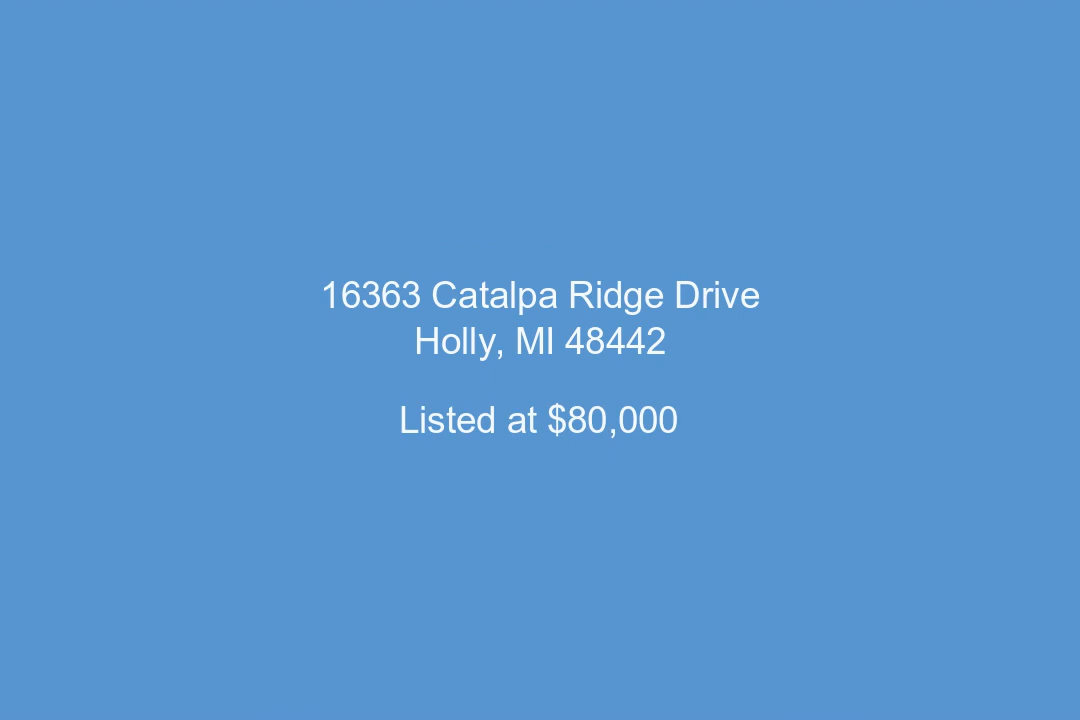 16363 Catalpa Ridge Drive
Holly, MI 48442
Listed at $80,000